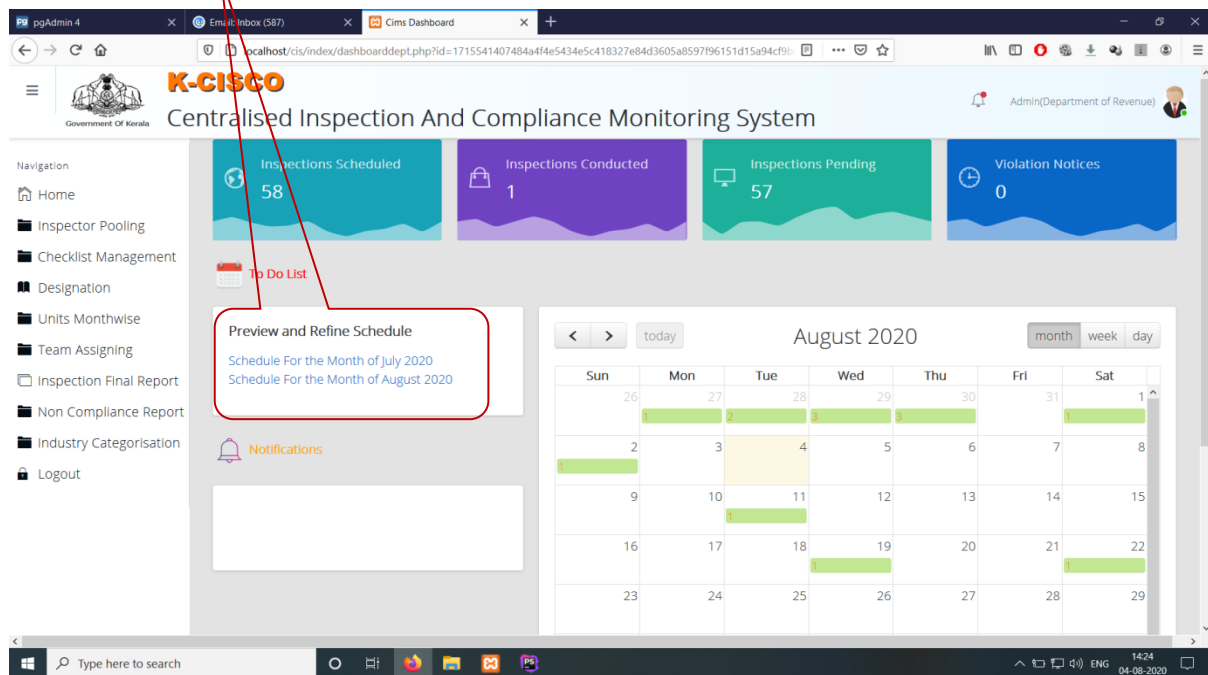 pgAdmin 4
Email: Inbox (587)
Cims Dashboard
localhost/cis/index/dashboarddept.php?id=1715541407484a4f4e5434e5c418327e84d3605a8597f96151d15a94cf9b
Government Of Kerala
K-CISCO
Centralised Inspection And Compliance Monitoring System
Admin(Department of Revenue)
Navigation
Home
Inspector Pooling
Checklist Management
Designation
Units Monthwise
Team Assigning
Inspection Final Report
Non Compliance Report
Industry Categorisation
Logout
Inspections Scheduled
58
Inspections Conducted
1
Inspections Pending
57
Violation Notices
0
To Do List
Preview and Refine Schedule
Schedule For the Month of July 2020
Schedule For the Month of August 2020
Notifications
today
August 2020
month week day
Sun Mon Tue Wed Thu Fri Sat
26 27 28 29 30 31 1
1 2 3 3 1
2 3 4 5 6 7 8
1
9 10 11 12 13 14 15
1
16 17 18 19 20 21 22
1 1
23 24 25 26 27 28 29
Type here to search
ENG
14:24
04-08-2020